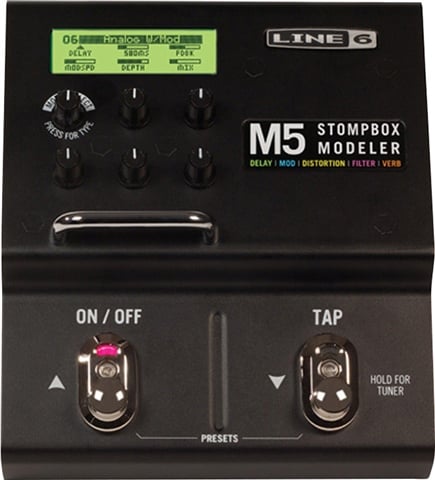 06 Analog W/Mod
DELAY 580MS FDBK
MODSPD DEPTH MIX
LINE 6
PRESS FOR TYPE
M5 STOMPBOX
MODELER
DELAY | MOD | DISTORTION | FILTER | VERB
ON / OFF
TAP
HOLD FOR
TUNER
PRESETS